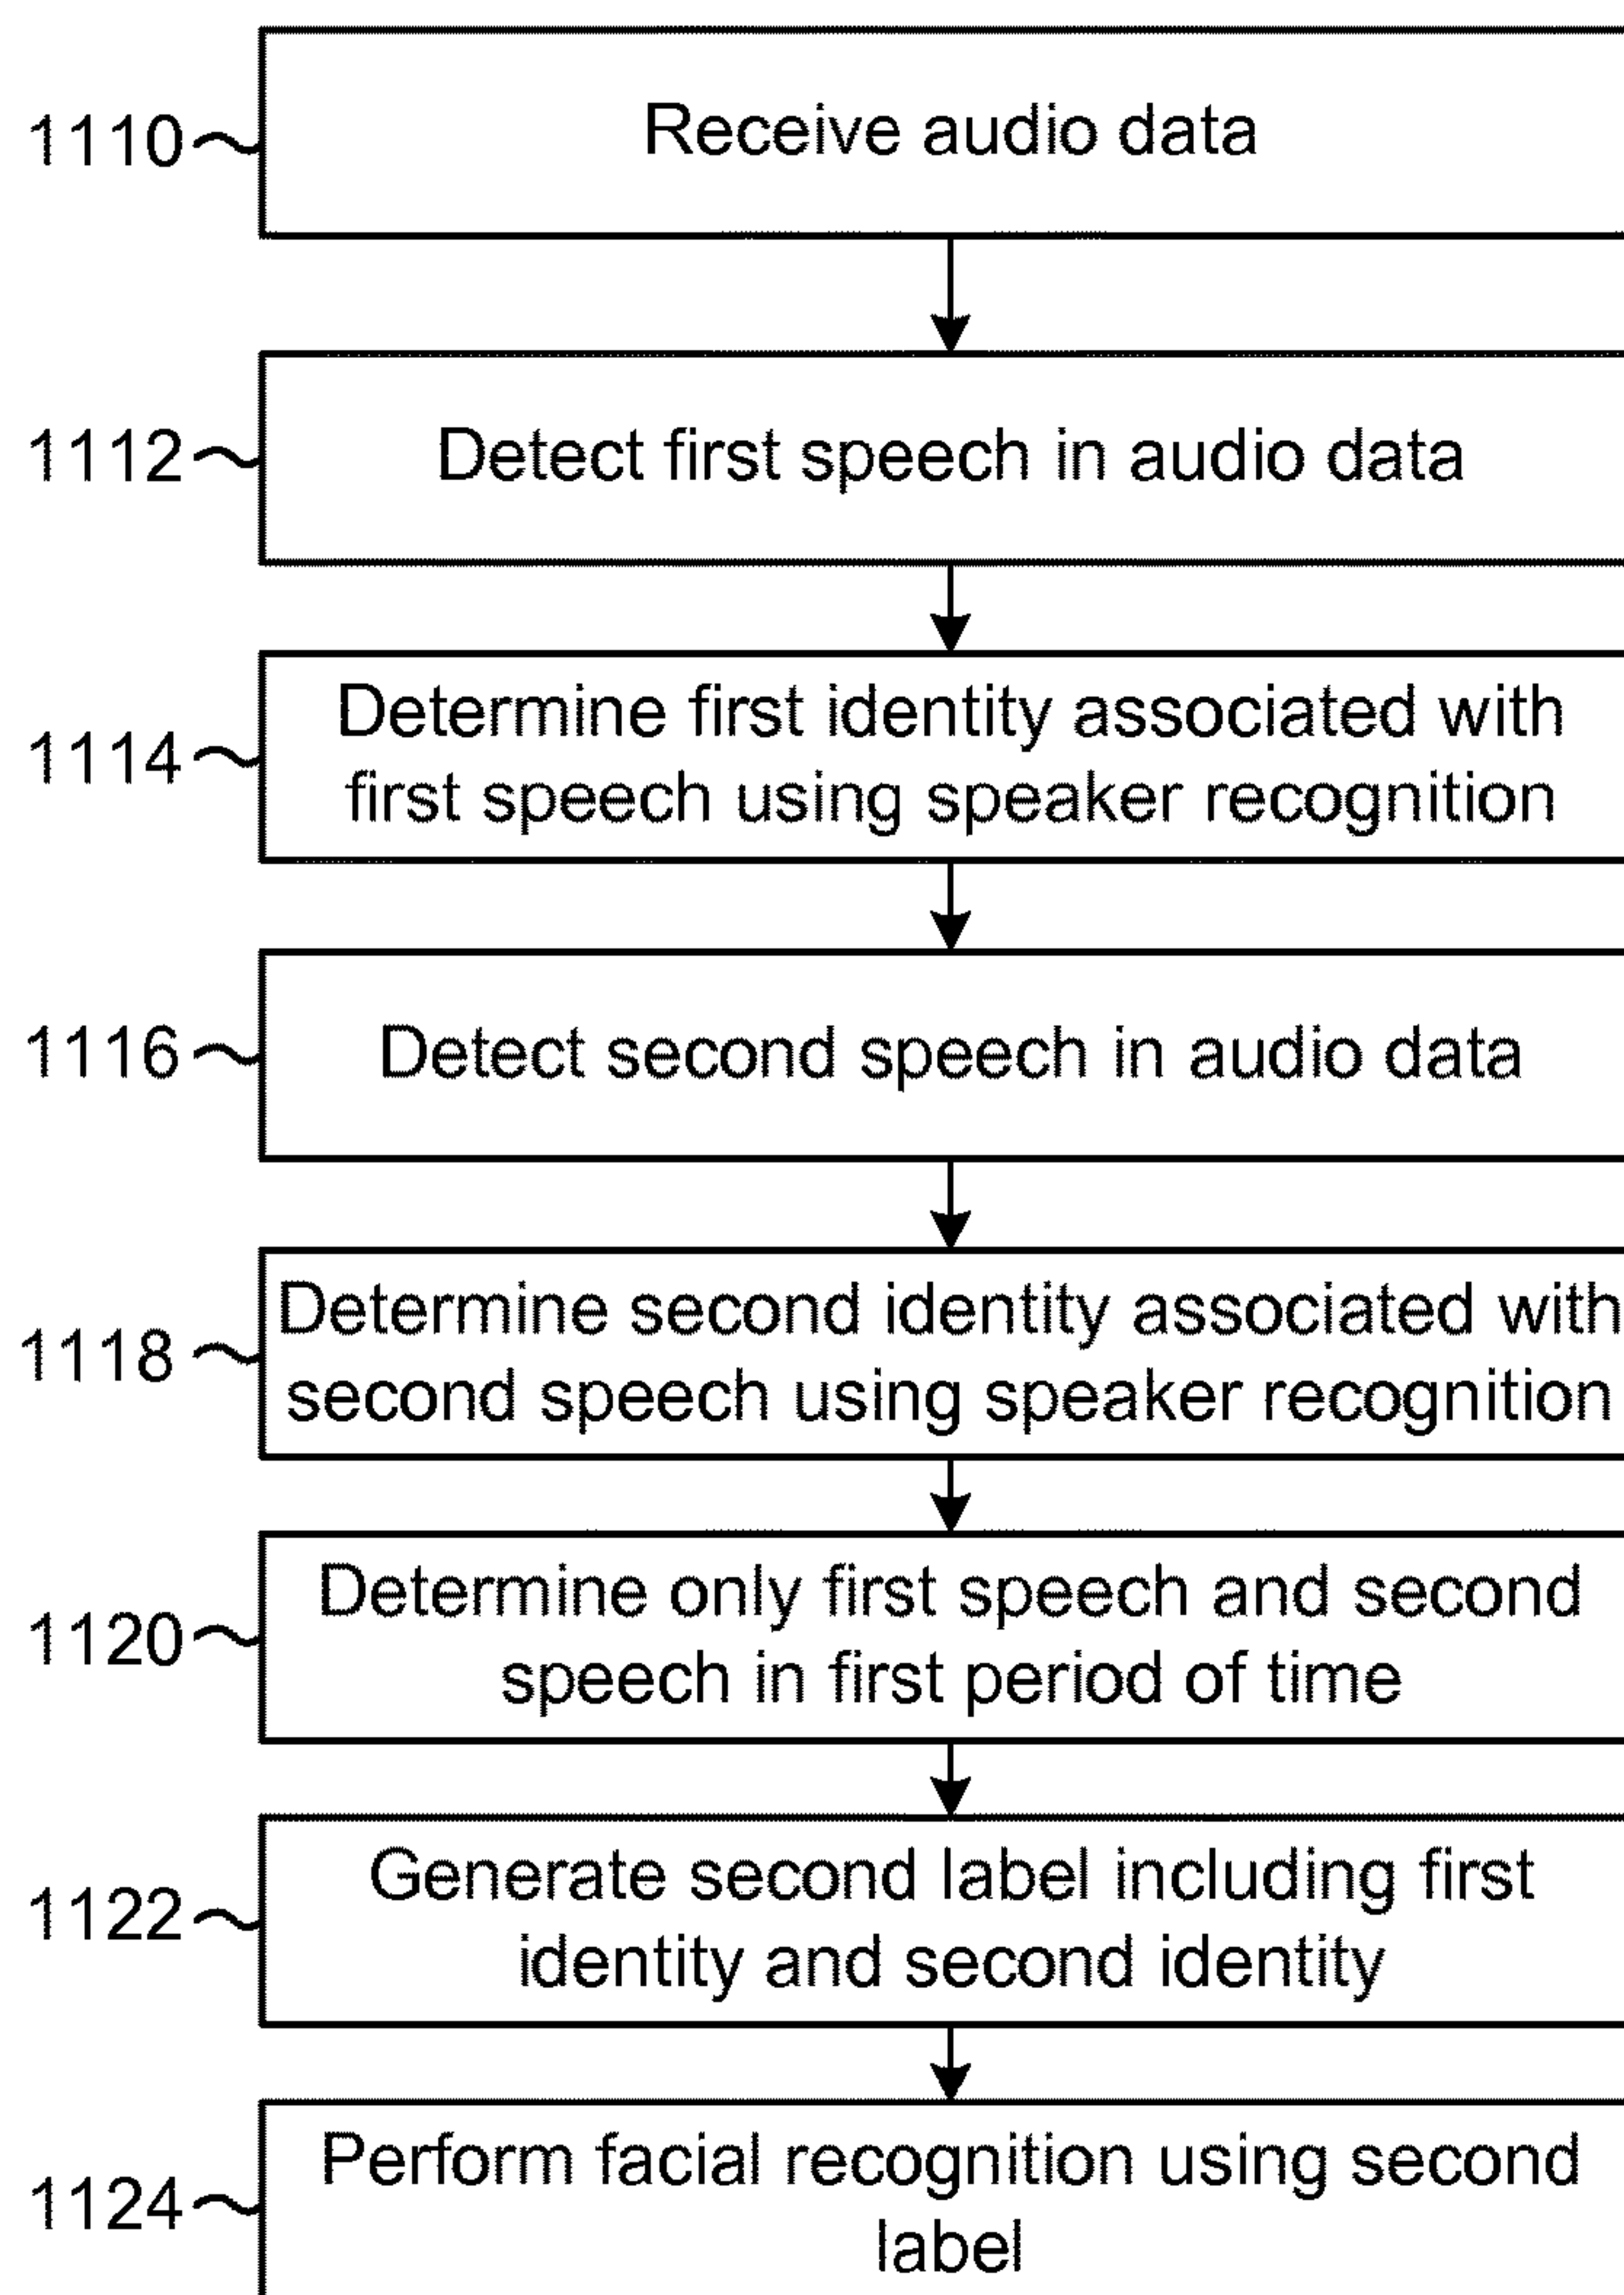 1110
Receive audio data
1112
Detect first speech in audio data
1114
Determine first identity associated with
first speech using speaker recognition
1116
Detect second speech in audio data
1118
Determine second identity associated with
second speech using speaker recognition
1120
Determine only first speech and second
speech in first period of time
1122
Generate second label including first
identity and second identity
1124
Perform facial recognition using second
label